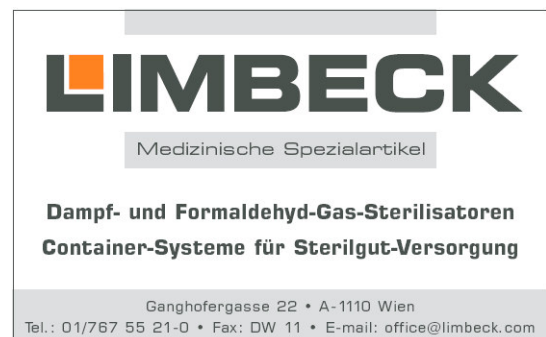 LIMBECK
Medizinische Spezialartikel
Dampf- und Formaldehyd-Gas-Sterilisatoren
Container-Systeme für Sterilgut-Versorgung
Ganghofergasse 22 • A-1110 Wien
Tel.: 01/767 55 21-0 • Fax: DW 11 • E-mail: office@limbeck.com